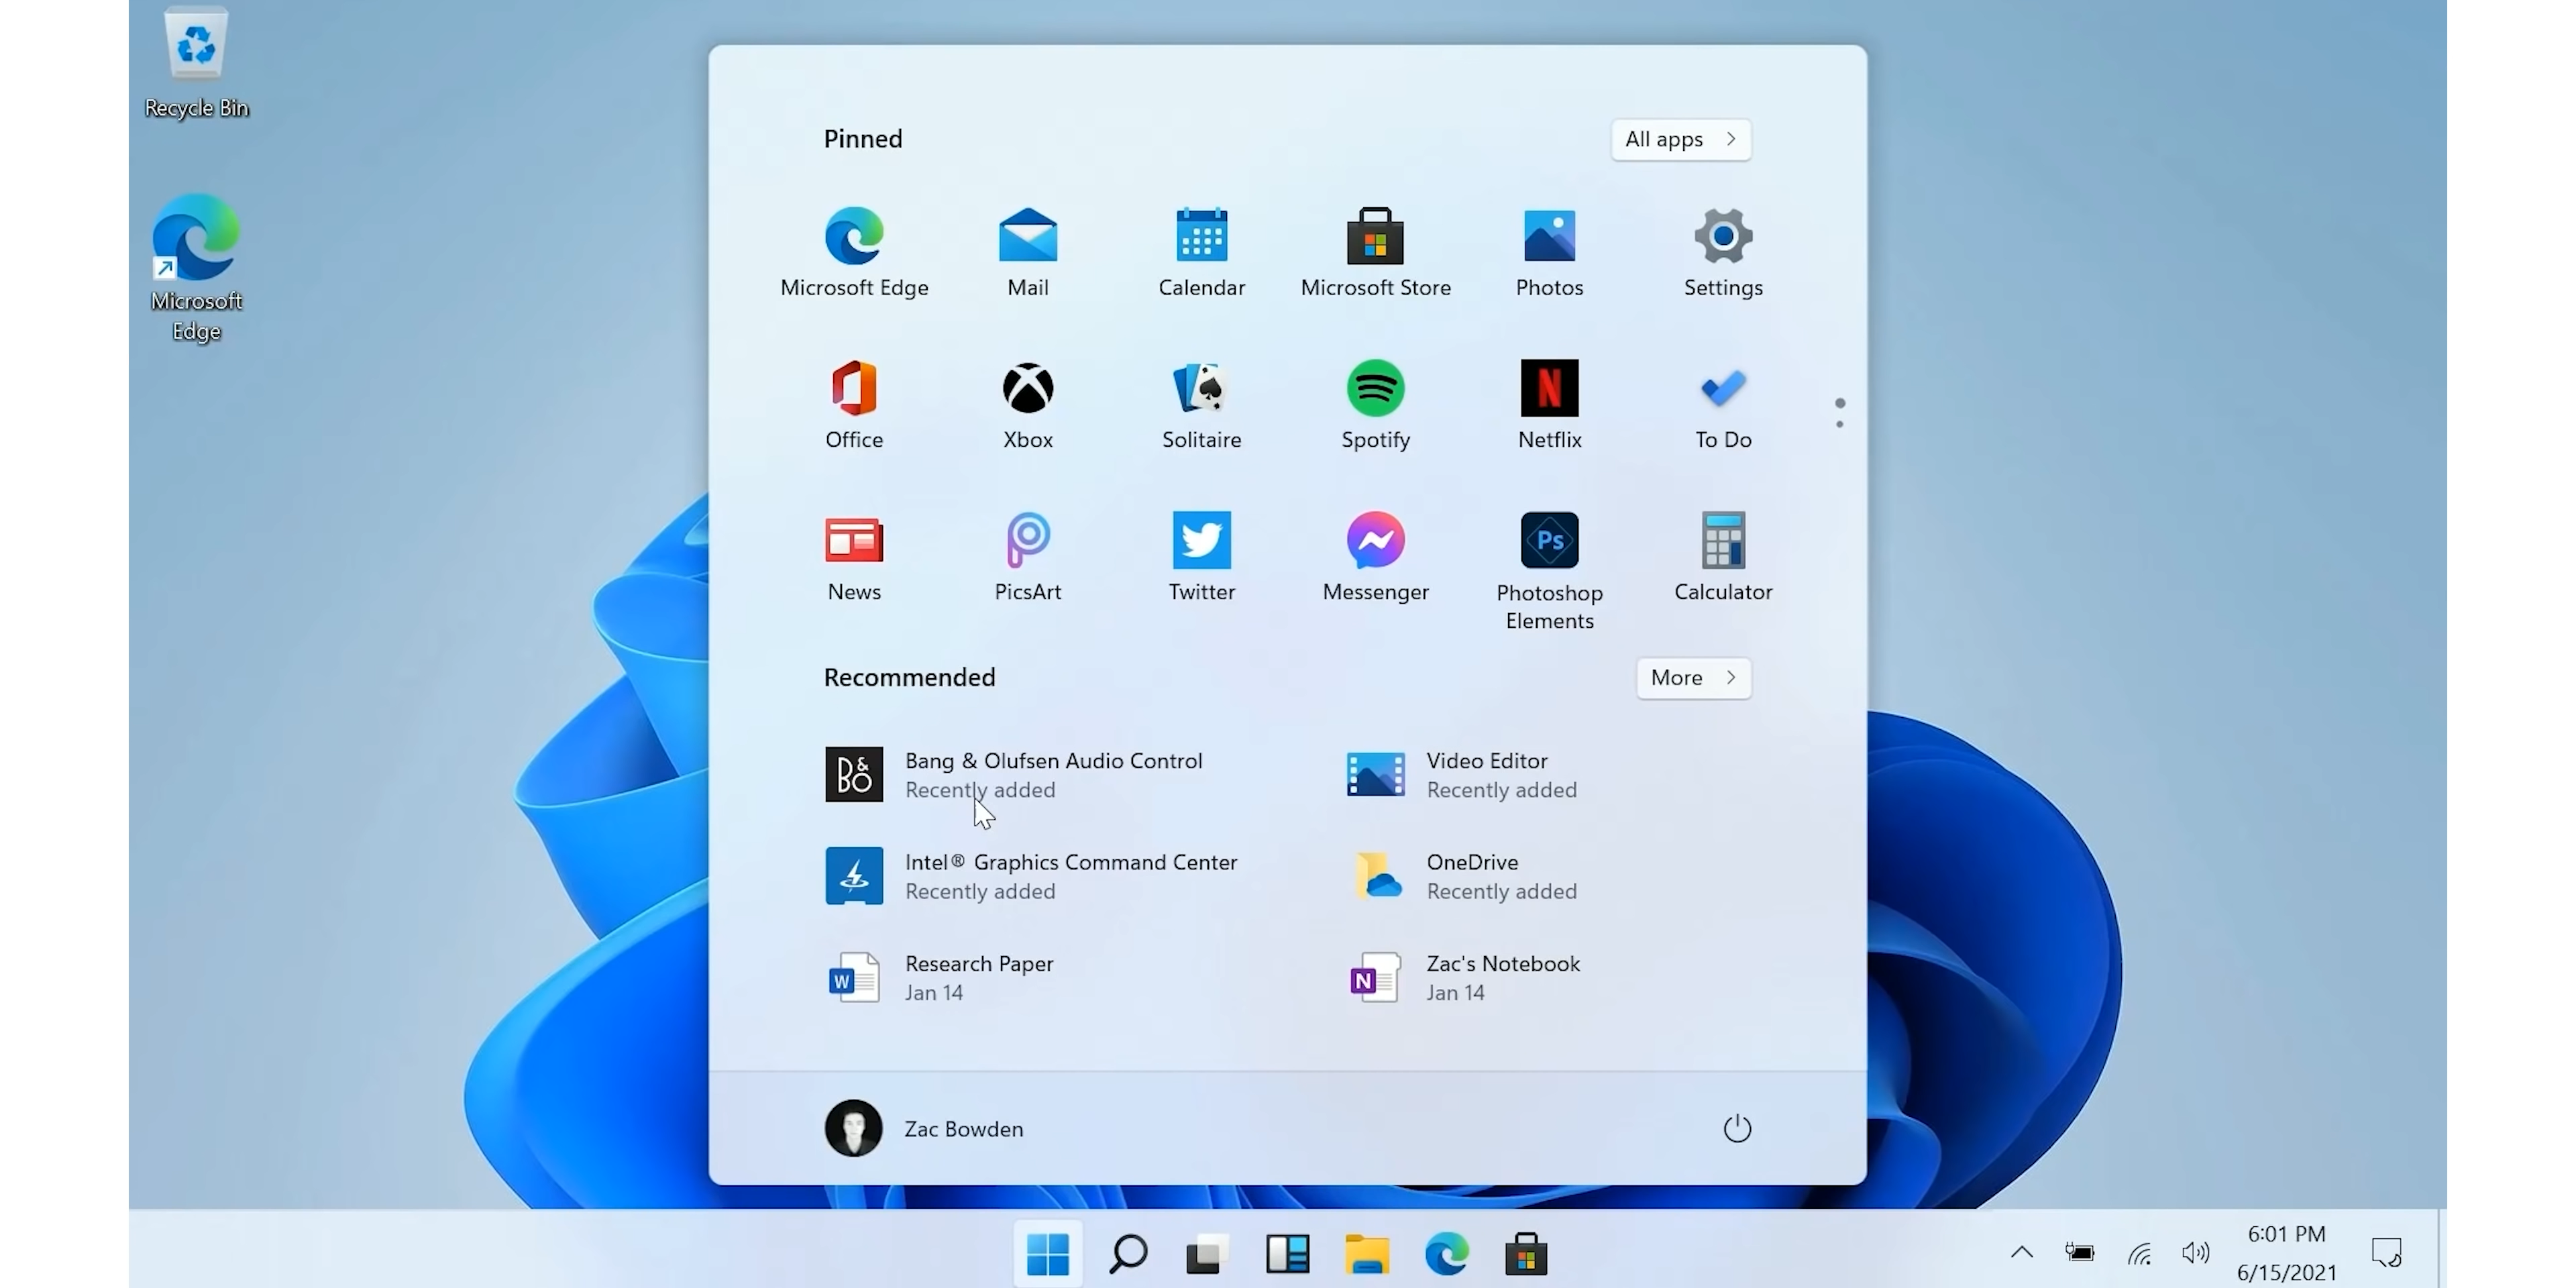 Recycle Bin
Microsoft
Edge
Pinned
All apps
Microsoft Edge
Mail
Calendar
Microsoft Store
Photos
Settings
Office
Xbox
Solitaire
Spotify
Netflix
To Do
News
PicsArt
Twitter
Messenger
Ps
Photoshop
Elements
Calculator
Recommended
More
B&O
Bang & Olufsen Audio Control
Recently added
Video Editor
Recently added
Intel® Graphics Command Center
Recently added
OneDrive
Recently added
W
Research Paper
Jan 14
N
Zac's Notebook
Jan 14
Zac Bowden
6:01 PM
6/15/2021